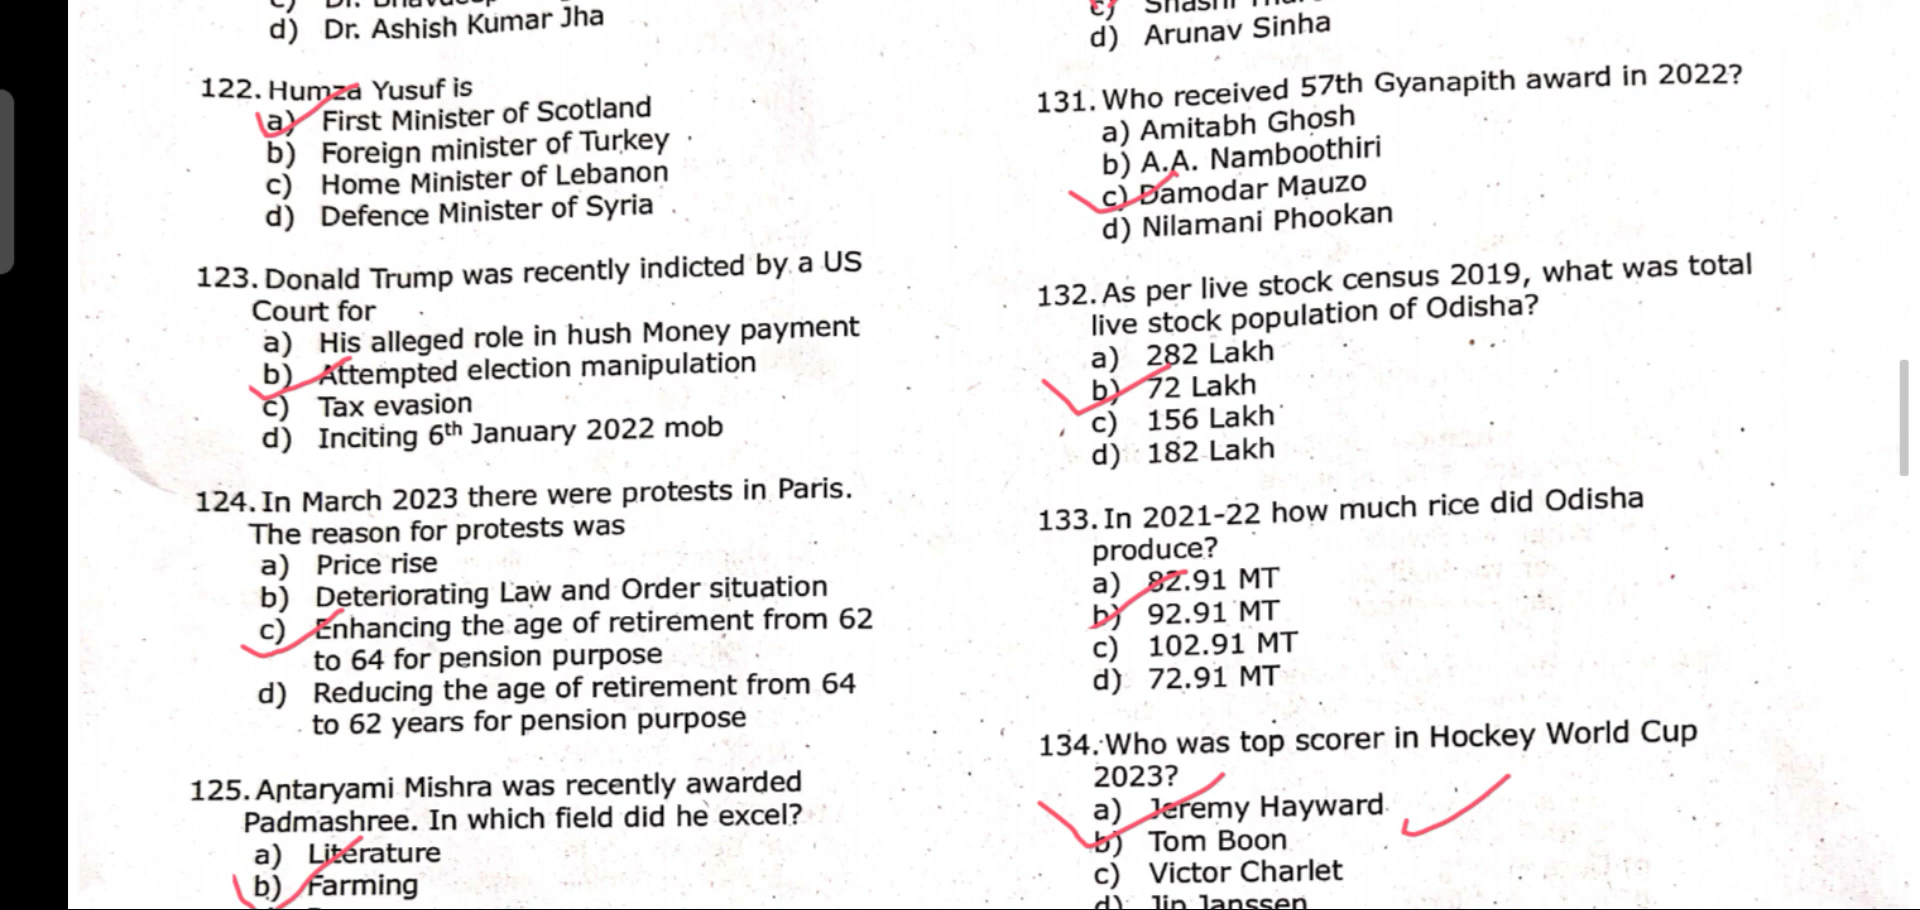 d) Dr. Ashish Kumar Jha
122. Humza Yusuf is
a) First Minister of Scotland
b) Foreign minister of Turkey
c) Home Minister of Lebanon
d) Defence Minister of Syria
123. Donald Trump was recently indicted by a US
Court for
a) His alleged role in hush Money payment
b) Attempted election manipulation
c) Tax evasion
d) Inciting 6th January 2022 mob
124. In March 2023 there were protests in Paris.
The reason for protests was
a) Price rise
b) Deteriorating Law and Order situation
c) Enhancing the age of retirement from 62
to 64 for pension purpose
d) Reducing the age of retirement from 64
to 62 years for pension purpose
125. Antaryami Mishra was recently awarded
Padmashree. In which field did he excel?
a) Literature
b) Farming
c) Shashi
d) Arunav Sinha
131. Who received 57th Gyanapith award in 2022?
a) Amitabh Ghosh
b) A.A. Namboothiri
c) Damodar Mauzo
d) Nilamani Phookan
132. As per live stock census 2019, what was total
live stock population of Odisha?
a) 282 Lakh
b) 72 Lakh
c) 156 Lakh
d) 182 Lakh
133. In 2021-22 how much rice did Odisha
produce?
a) 82.91 MT
b) 92.91 MT
c) 102.91 MT
d) 72.91 MT
134. Who was top scorer in Hockey World Cup
2023?
a) Jeremy Hayward
b) Tom Boon
c) Victor Charlet
d) Jip Janssen